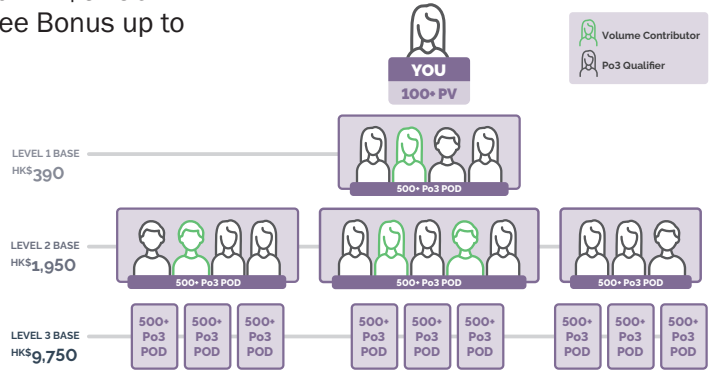 ee Bonus up to
Volume Contributor
Po3 Qualifier
YOU
100+ PV
LEVEL 1 BASE
HK$390
500+ Po3 POD
LEVEL 2 BASE
HK$1,950
500+ Po3 POD
500+ Po3 POD
500+ Po3 POD
LEVEL 3 BASE
HK$9,750
500+
Po3
POD
500+
Po3
POD
500+
Po3
POD
500+
Po3
POD
500+
Po3
POD
500+
Po3
POD
500+
Po3
POD
500+
Po3
POD
500+
Po3
POD